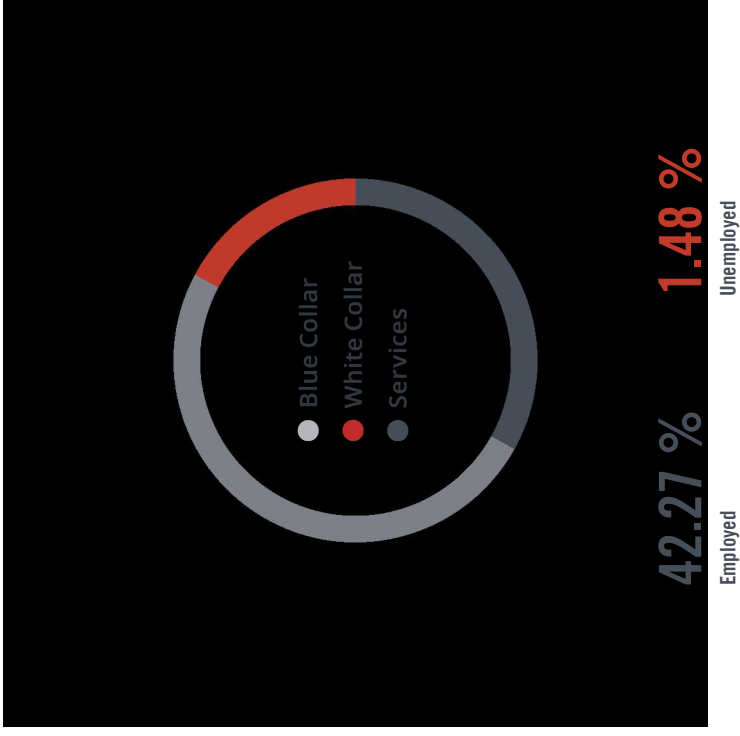 Blue Collar
White Collar
Services
42.27 %
1.48 %
Employed
Unemployed